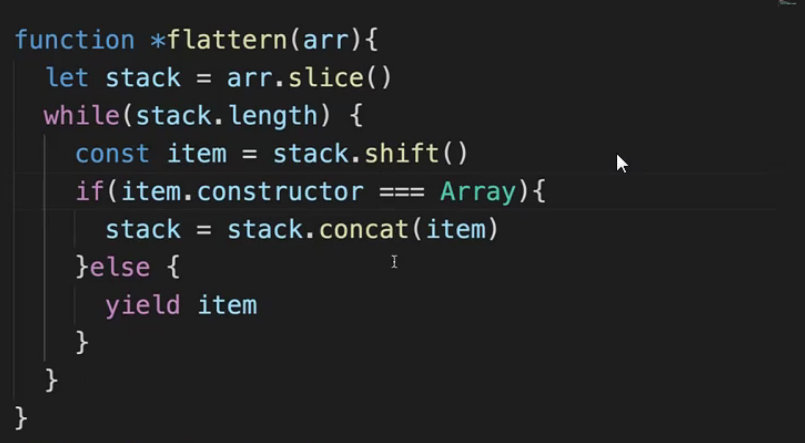 function *flattern(arr){
  let stack = arr.slice()
  while(stack.length) {
    const item = stack.shift()
    if(item.constructor === Array){
      stack = stack.concat(item)
    }else {
      yield item
    }
  }
}